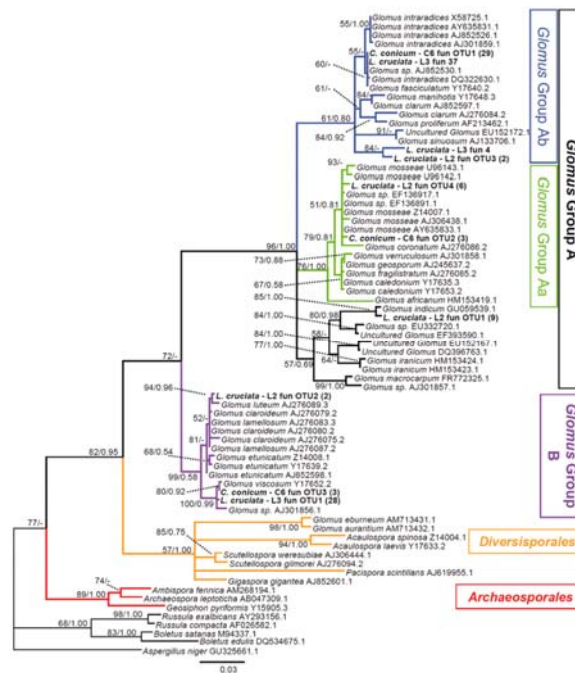 Glomus intraradices X58725.1
Glomus intraradices AY635831.1
Glomus intraradices AJ852526.1
Glomus intraradices AJ301859.1
C. conicum - C6 fun OTU1 (29)
L. cruciata - L3 fun 37
Glomus sp. AJ852530.1
Glomus intraradices DQ322630.1
Glomus fasciculatum Y17640.2
Glomus manihotis Y17648.3
Glomus clarum AJ852597.1
Glomus clarum AJ276084.2
Glomus proliferum AF213462.1
Uncultured Glomus EU152172.1
Glomus sinuosum AJ133706.1
L. cruciata - L3 fun 4
L. cruciata - L2 fun OTU3 (2)
Glomus mosseae U96143.1
Glomus mosseae U96142.1
L. cruciata - L2 fun OTU4 (6)
Glomus sp. EF136917.1
Glomus sp. EF136891.1
Glomus mosseae Z14007.1
Glomus mosseae AJ306438.1
Glomus mosseae AY635833.1
C. conicum - C6 fun OTU2 (3)
Glomus coronatum AJ276086.2
Glomus verruculosum AJ301858.1
Glomus geosporum AJ245637.2
Glomus fragilistratum AJ276085.2
Glomus caledonium Y17635.3
Glomus caledonium Y17653.2
Glomus africanum HM153419.1
Glomus indicum GU059539.1
L. cruciata - L2 fun OTU1 (9)
Glomus sp. EU332720.1
Uncultured Glomus EF393590.1
Uncultured Glomus EU152167.1
Uncultured Glomus DQ396763.1
Glomus iranicum HM153424.1
Glomus iranicum HM153423.1
Glomus macrocarpum FR772325.1
Glomus sp. AJ301857.1
L. cruciata - L2 fun OTU2 (2)
Glomus luteum AJ276089.3
Glomus claroideum AJ276079.2
Glomus lamellosum AJ276083.3
Glomus claroideum AJ276080.2
Glomus claroideum AJ276075.2
Glomus lamellosum AJ276087.2
Glomus etunicatum Z14008.1
Glomus etunicatum Y17639.2
Glomus etunicatum AJ852598.1
Glomus viscosum Y17652.2
C. conicum - C6 fun OTU3 (3)
L. cruciata - L3 fun OTU1 (28)
Glomus sp. AJ301856.1
Glomus eburneum AM713431.1
Glomus aurantium AM713432.1
Acaulospora spinosa Z14004.1
Acaulospora laevis Y17633.2
Scutellospora weresubiae AJ306444.1
Scutellospora gilmorei AJ276094.2
Pacispora scintillans AJ619955.1
Gigaspora gigantea AJ852601.1
Ambispora fennica AM268194.1
Archaeospora leptoticha AB047309.1
Geosiphon pyriformis Y15905.3
Russula exalbicans AY293156.1
Russula compacta AF026582.1
Boletus satanas M94337.1
Boletus edulis DQ534675.1
Aspergillus niger GU325661.1
55/1.00
55/-
60/-
64/-
61/-
61/0.80
84/0.92
91/-
84/-
93/-
51/0.81
79/0.81
96/1.00
73/0.88
76/1.00
67/0.58
85/1.00
80/0.98
84/1.00
58/-
84/1.00
77/1.00
64/-
57/0.69
99/1.00
72/-
94/0.96
52/-
81/-
68/0.54
82/0.95
99/0.58
80/0.92
100/0.99
98/1.00
85/0.75
94/1.00
57/1.00
77/-
74/-
89/1.00
98/1.00
68/1.00
83/1.00
0.03
Glomus Group Ab
Glomus Group Aa
Glomus Group A
Glomus Group B
Diversisporales
Archaeosporales